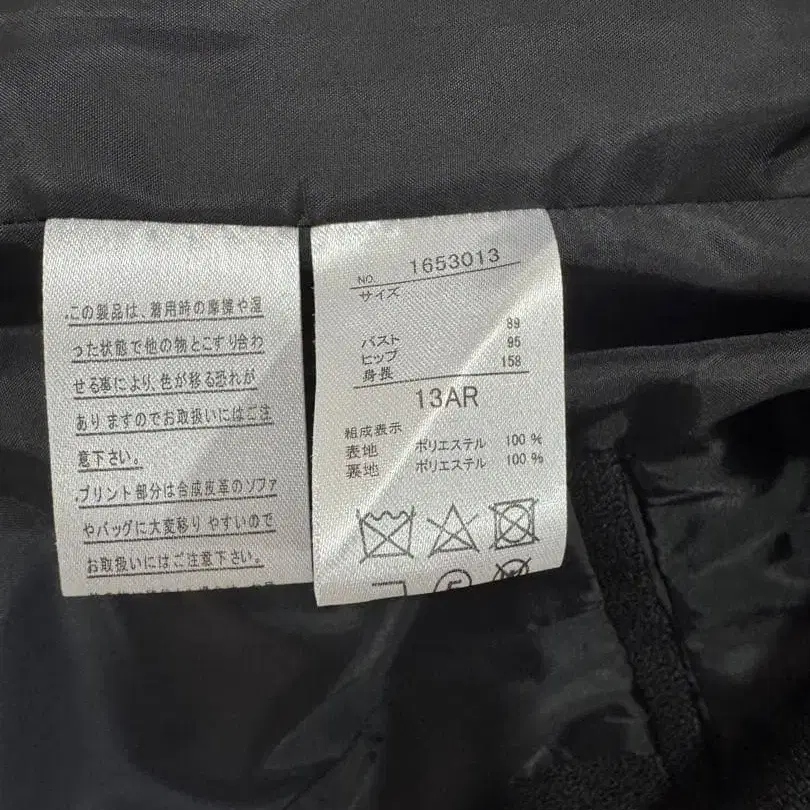 ・この製品は、着用時の摩擦や湿
った状態で他の物とこすり合わ
せる事により、色が移る恐れが
ありますのでお取扱いにはご注
意下さい。
・プリント部分は合成皮革のソファ
やバッグに大変移りやすいので
お取扱いにはご注意下さい。
NO. 1653013
サイズ
バスト 89
ヒップ 95
身長 158
13AR
組成表示
表地 ポリエステル 100 %
裏地 ポリエステル 100 %